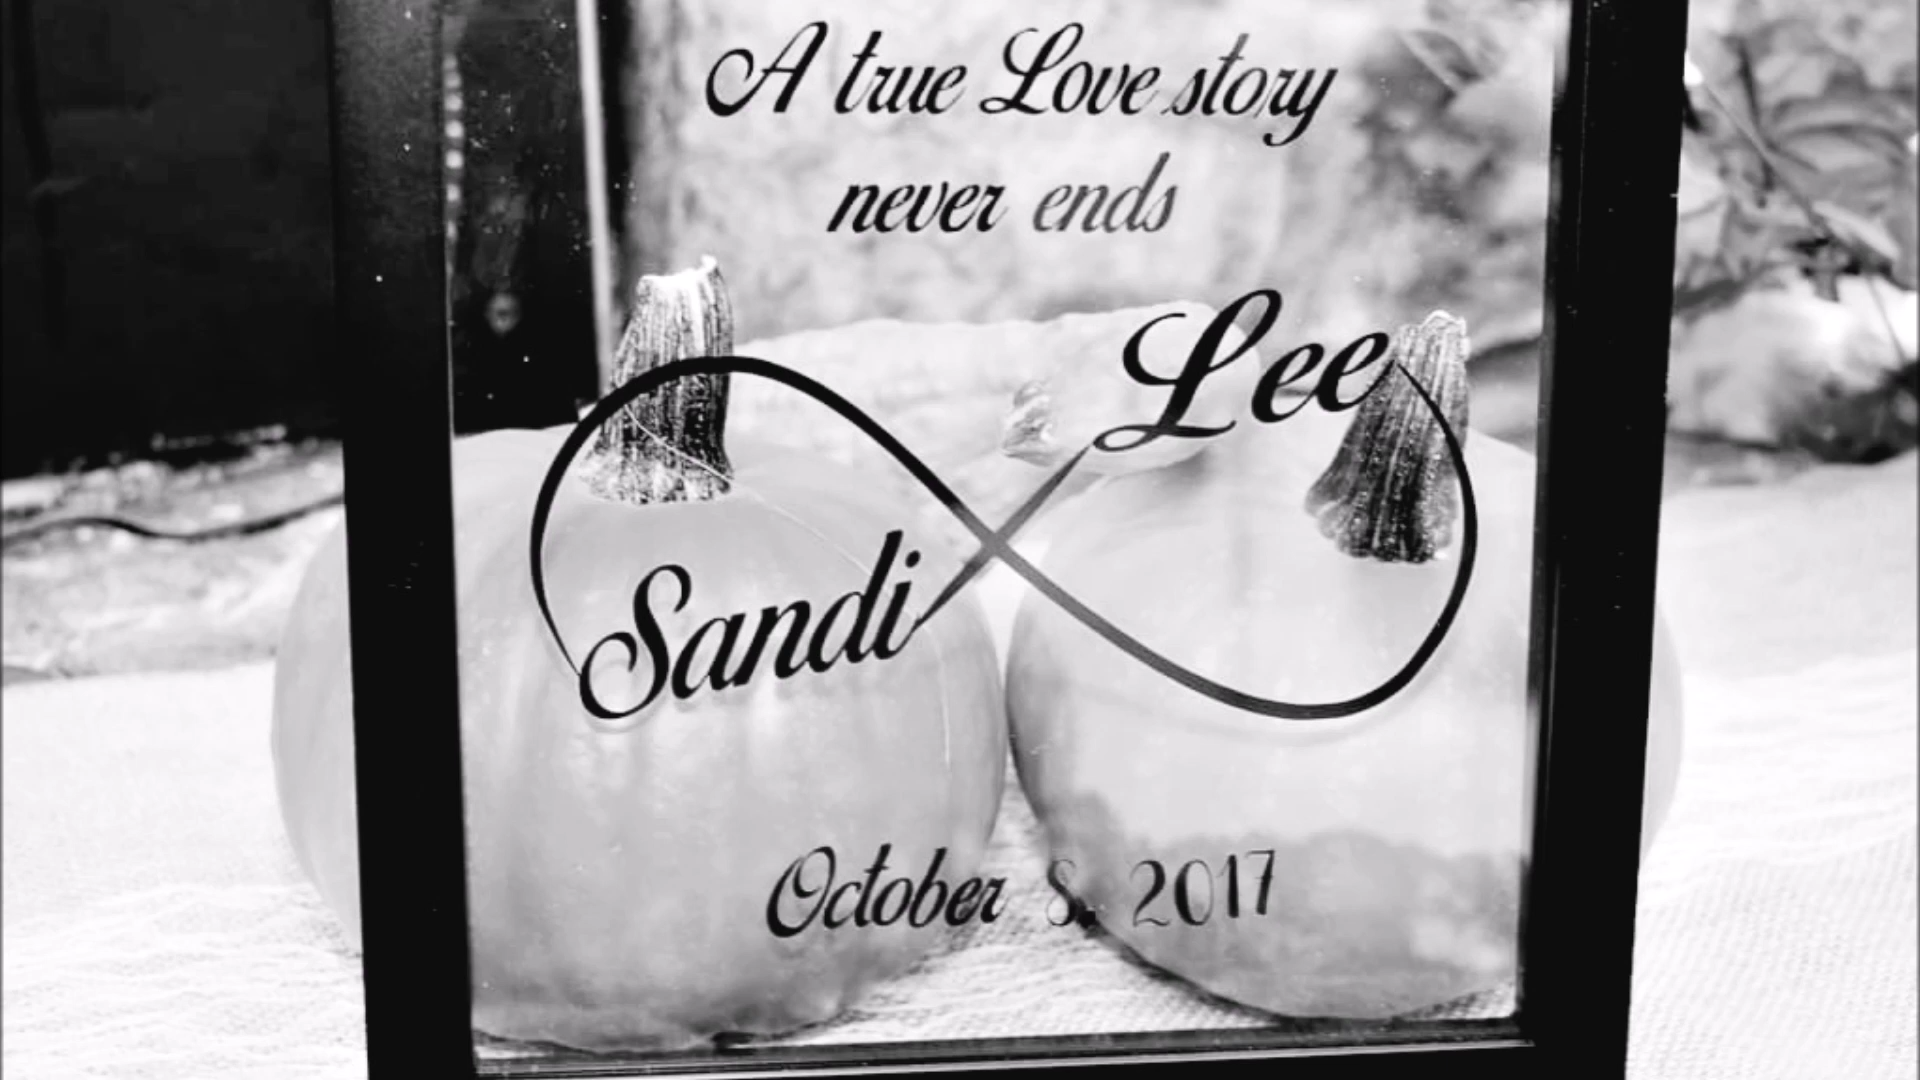 A true Love story
never ends
Lee
Sandi
October 8, 2017